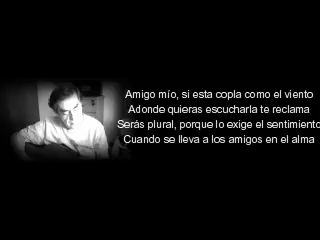 Amigo mío, si esta copla como el viento
Adonde quieras escucharla te reclama
Serás plural, porque lo exige el sentimiento
Cuando se lleva a los amigos en el alma